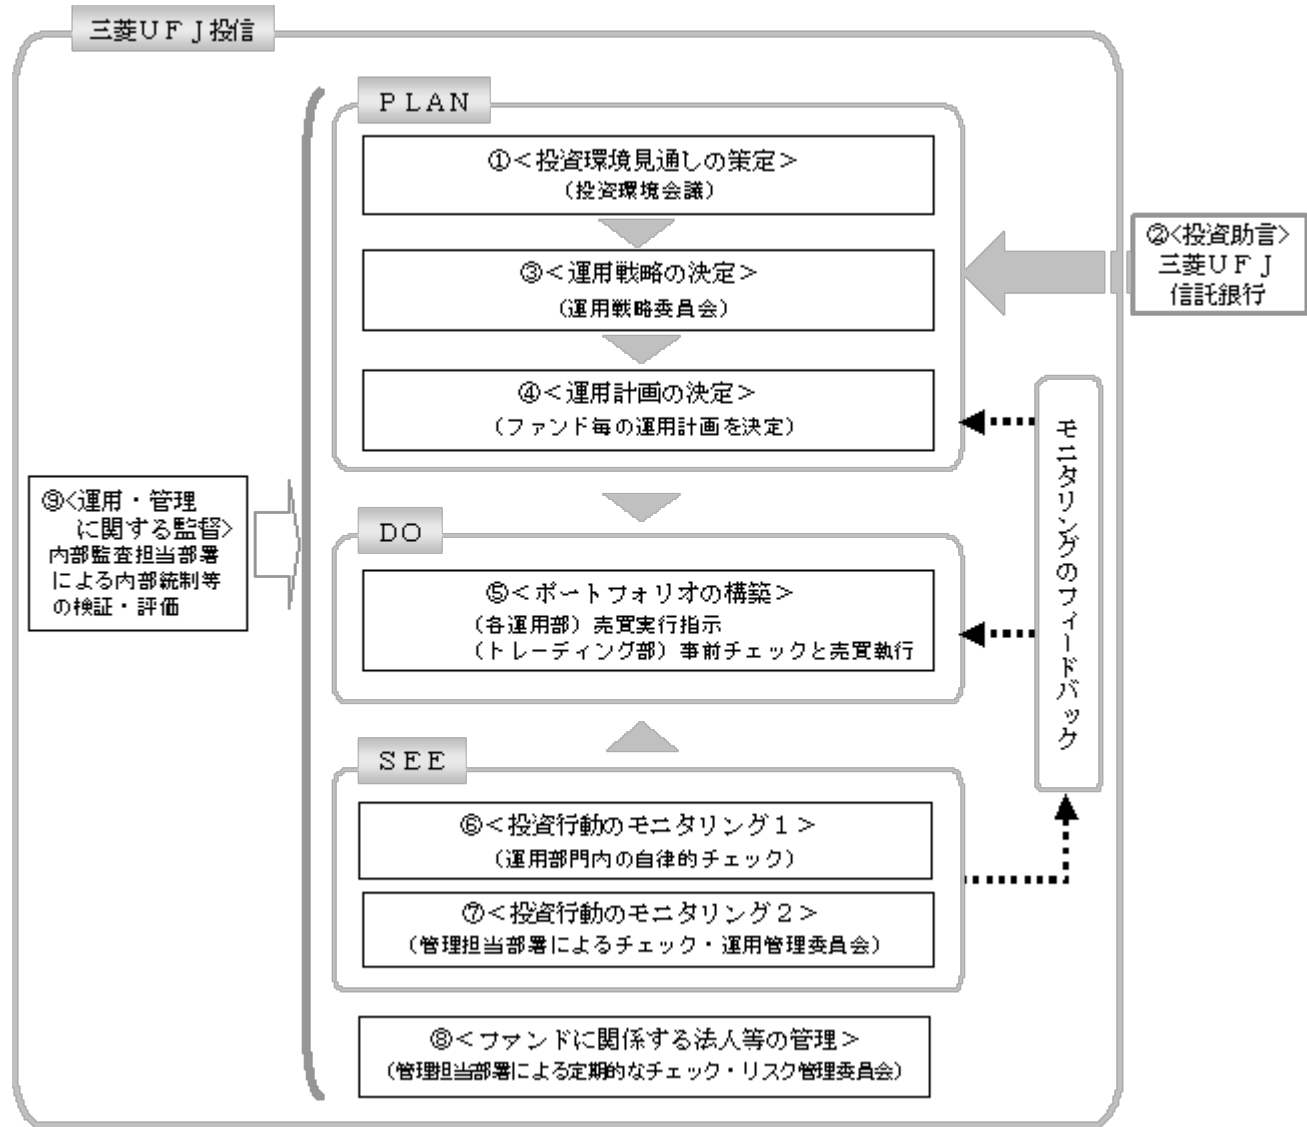 三菱UFJ投信
PLAN
①<投資環境見通しの策定>
(投資環境会議)
②<投資助言>
三菱UFJ
信託銀行
③<運用戦略の決定>
(運用戦略委員会)
④<運用計画の決定>
(ファンド毎の運用計画を決定)
モニタリングのフィードバック
⑨<運用・管理
に関する監督>
内部監査担当部署
による内部統制等
の検証・評価
DO
⑤<ポートフォリオの構築>
(各運用部)売買実行指示
(トレーディング部)事前チェックと売買執行
SEE
⑥<投資行動のモニタリング1>
(運用部門内の自律的チェック)
⑦<投資行動のモニタリング2>
(管理担当部署によるチェック・運用管理委員会)
⑧<ファンドに関係する法人等の管理>
(管理担当部署による定期的なチェック・リスク管理委員会)